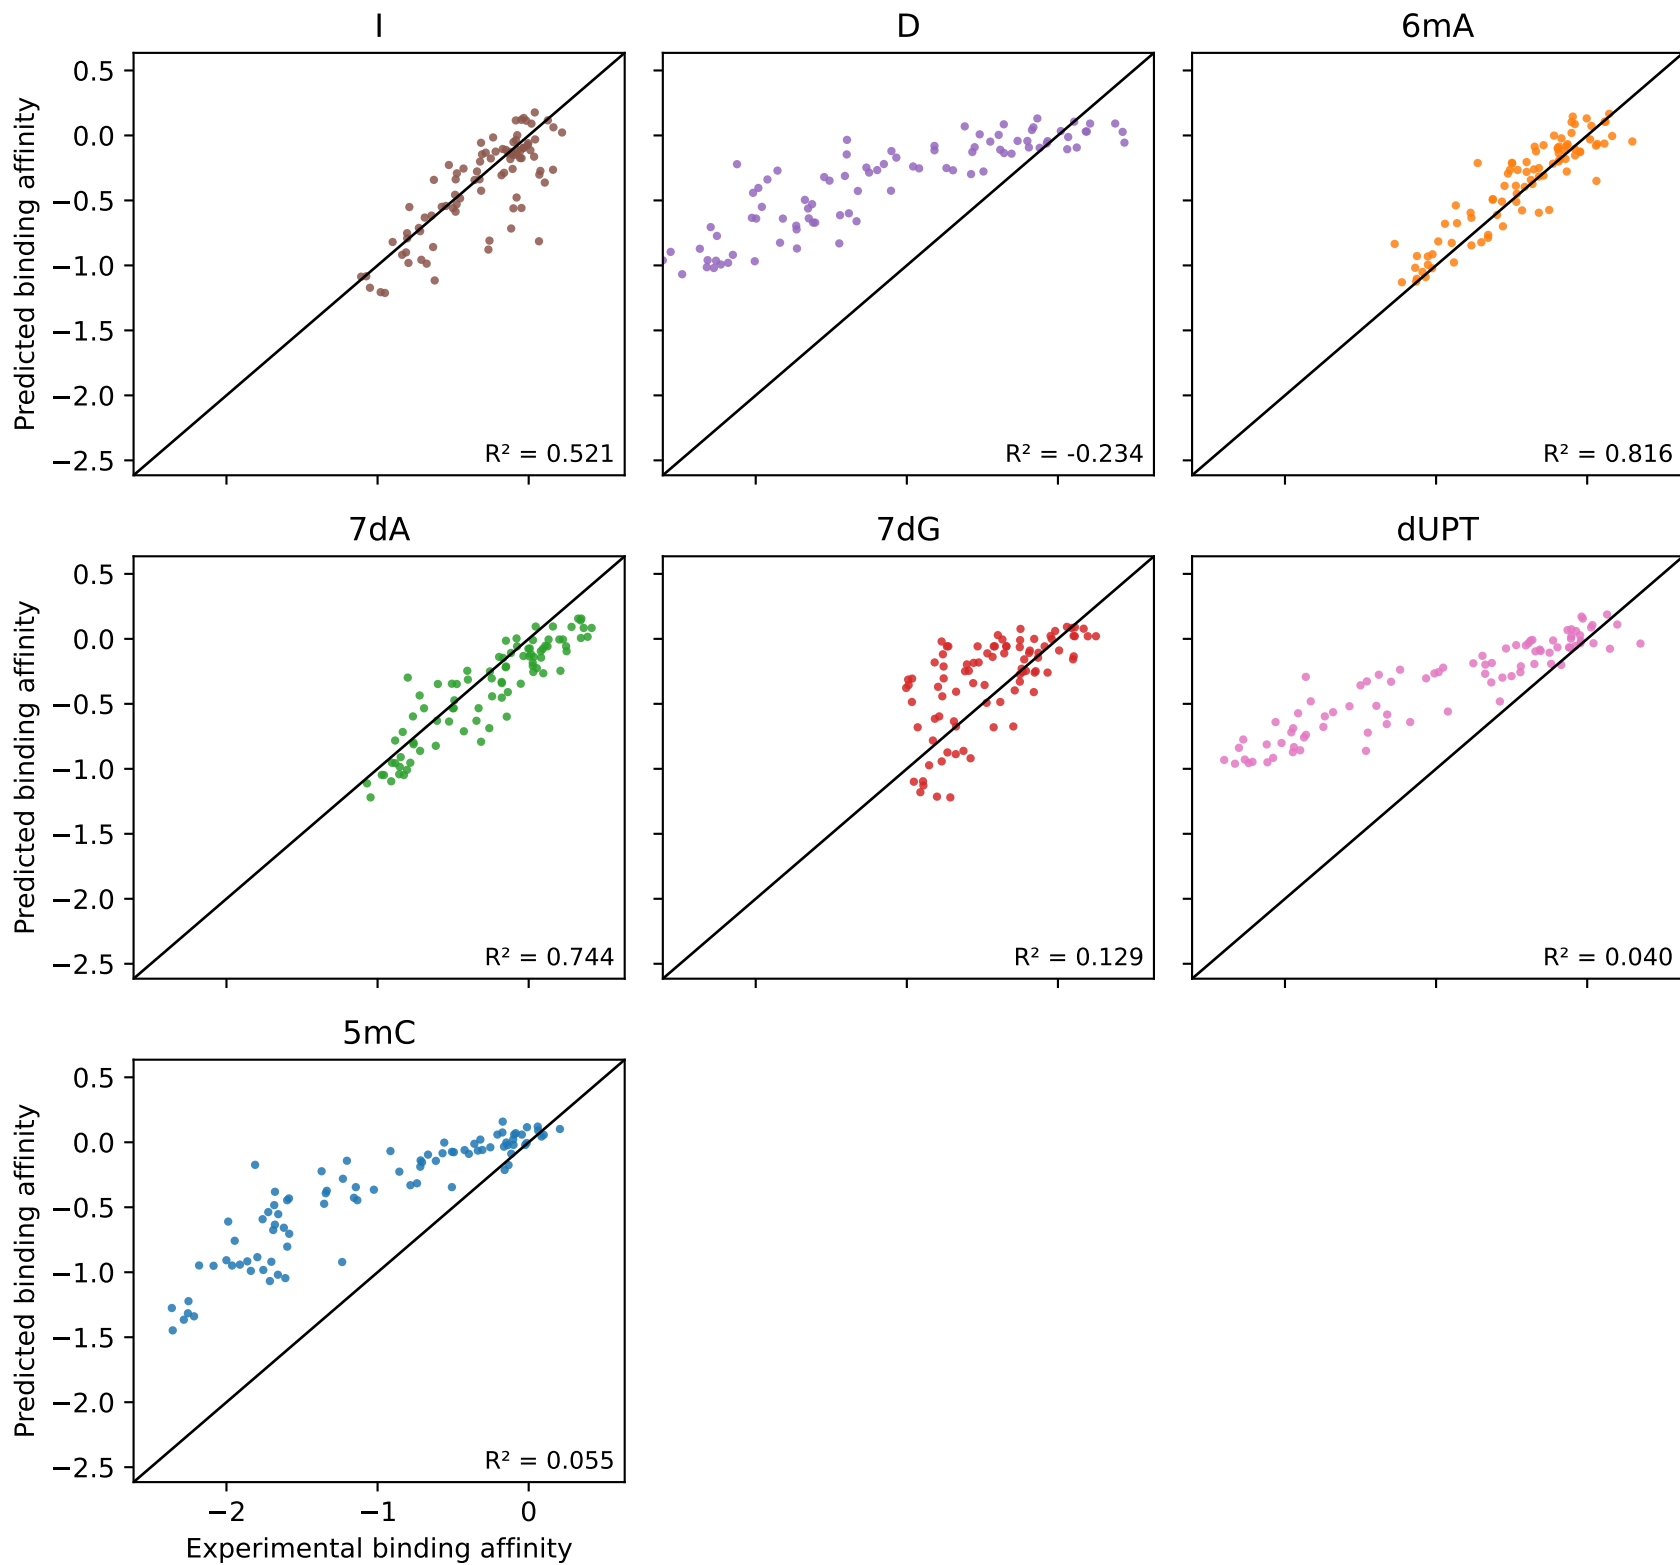 I
D
6mA
Predicted binding affinity
0.5
0.0
−0.5
−1.0
−1.5
−2.0
−2.5
R² = 0.521
R² = -0.234
R² = 0.816
7dA
7dG
dUPT
Predicted binding affinity
0.5
0.0
−0.5
−1.0
−1.5
−2.0
−2.5
R² = 0.744
R² = 0.129
R² = 0.040
5mC
Predicted binding affinity
0.5
0.0
−0.5
−1.0
−1.5
−2.0
−2.5
R² = 0.055
−2 −1 0
Experimental binding affinity